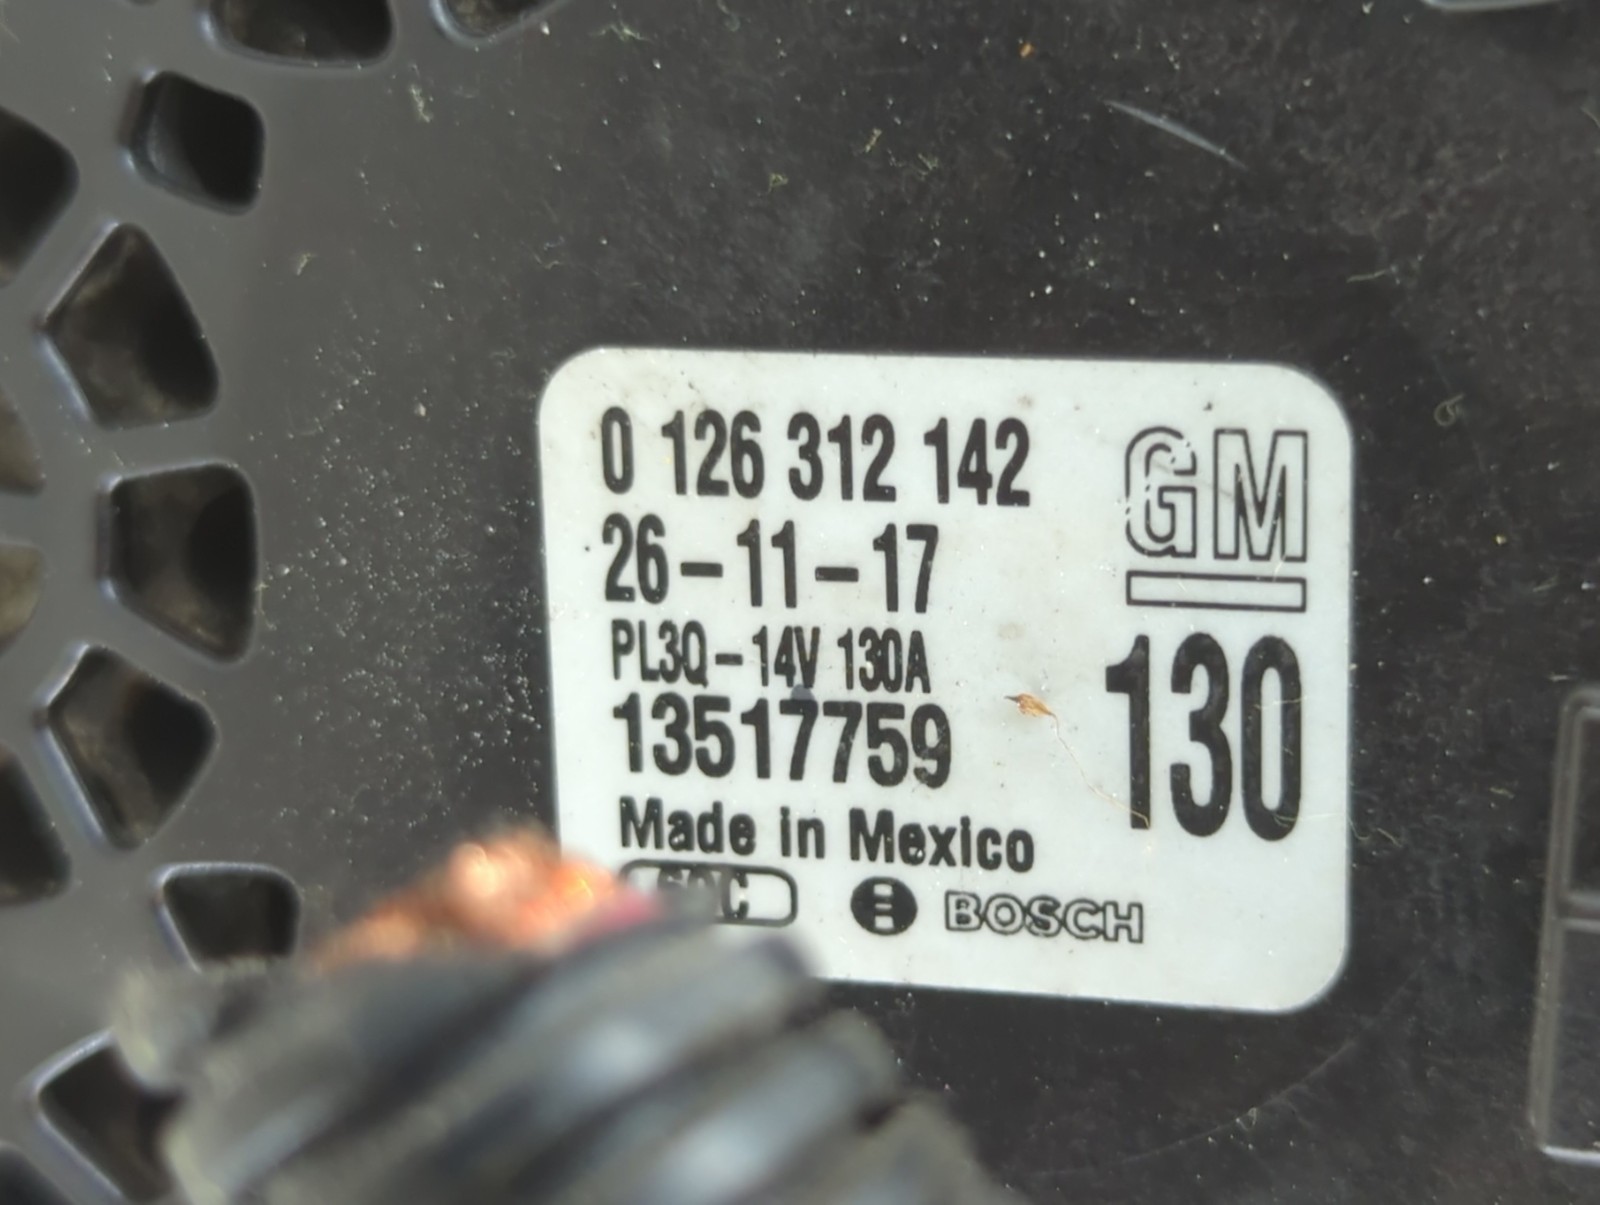 0 126 312 142
GM
26-11-17
PL3Q-14V 130A
130
13517759
Made in Mexico
BOSCH